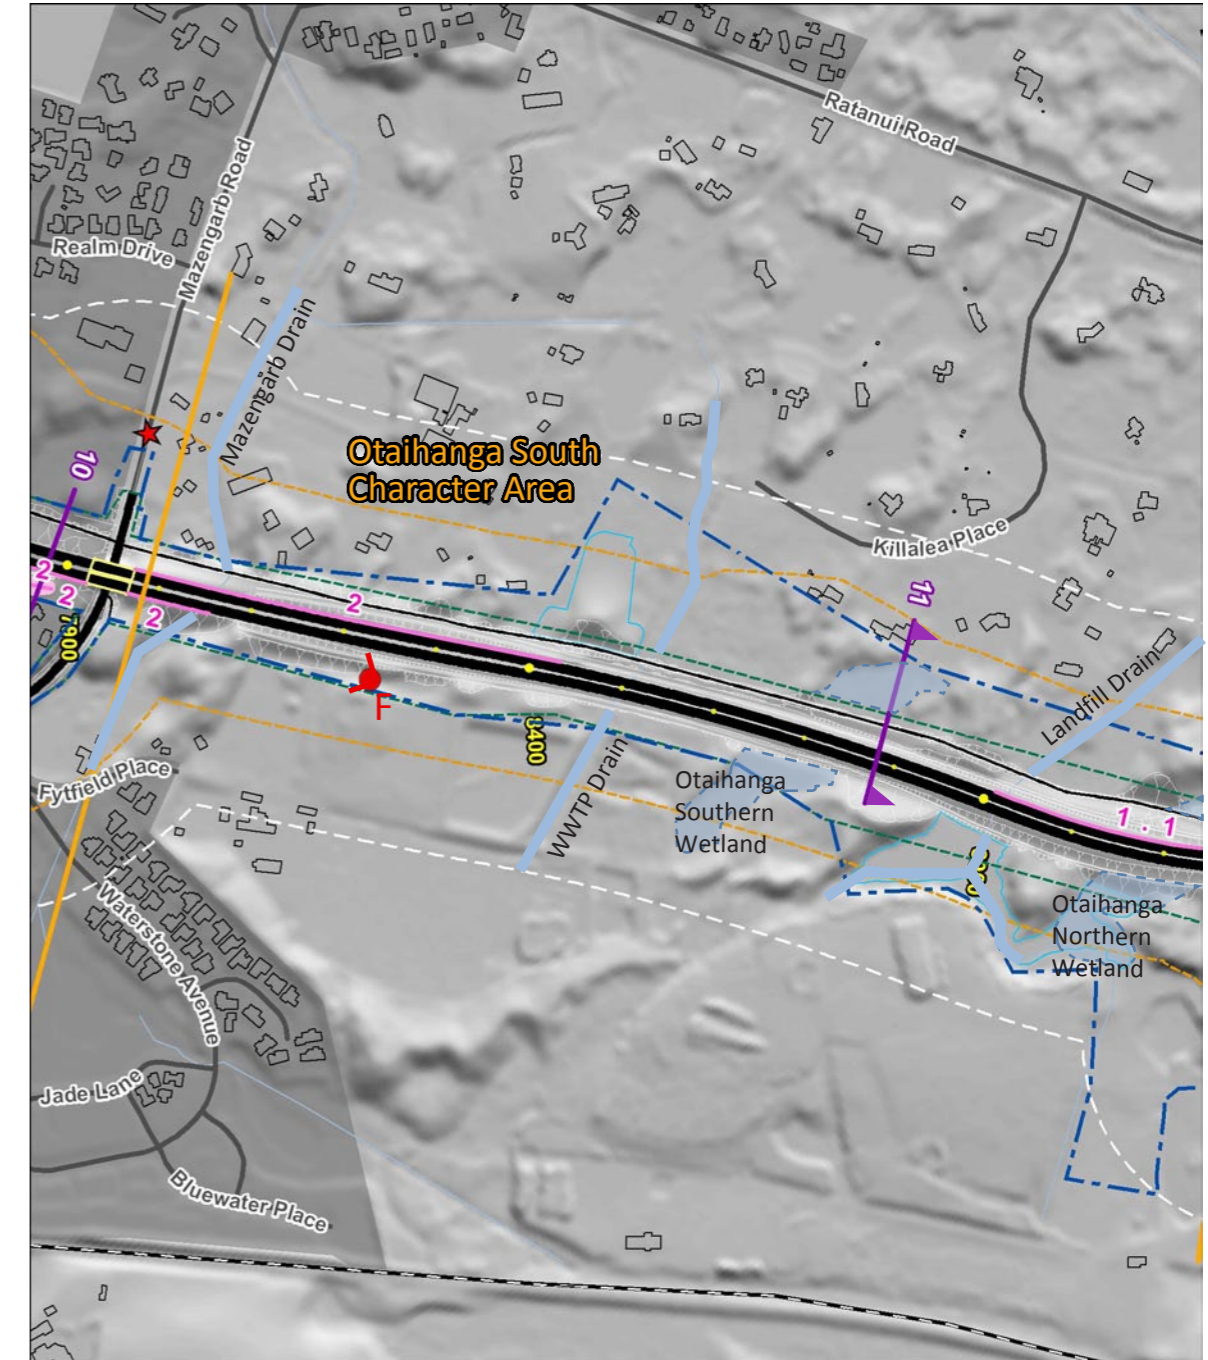 Ratanui Road
Mazengarb Road
Realm Drive
Mazengarb Drain
Otaihanga South
Character Area
10
Killalea Place
11
2
2
2
2
7900
Landfill Drain
F
8400
Otaihanga
Southern
Wetland
WWTP Drain
Fytfield Place
1.1
Otaihanga
Northern
Wetland
Waterstone Avenue
Jade Lane
Bluewater Place